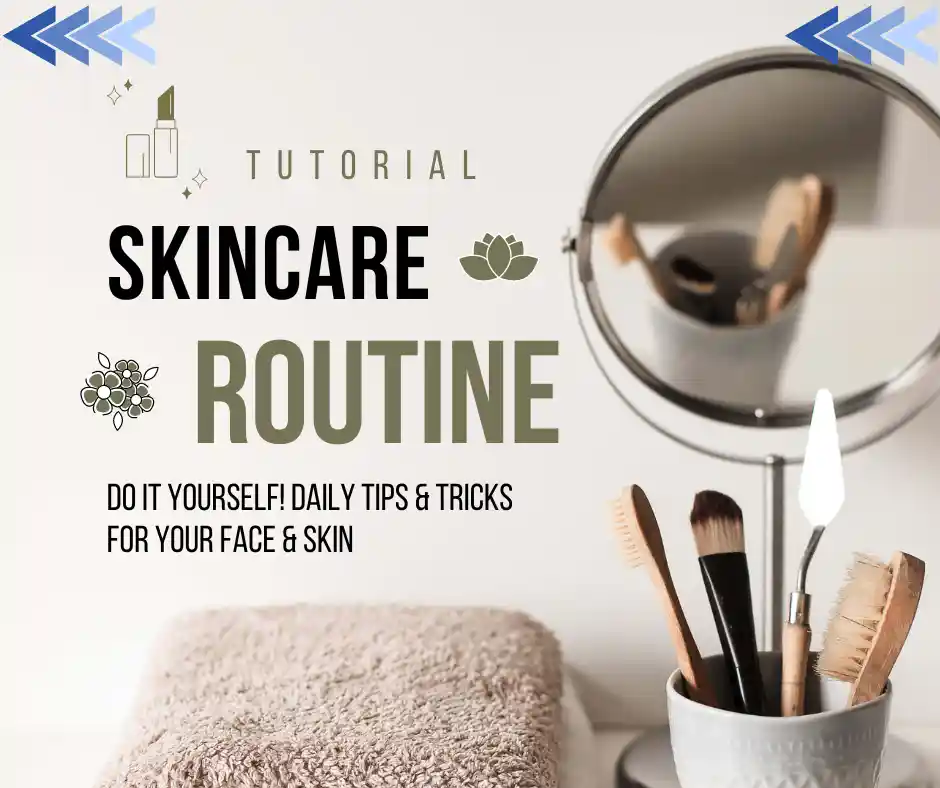 TUTORIAL
SKINCARE
ROUTINE
DO IT YOURSELF! DAILY TIPS & TRICKS
FOR YOUR FACE & SKIN